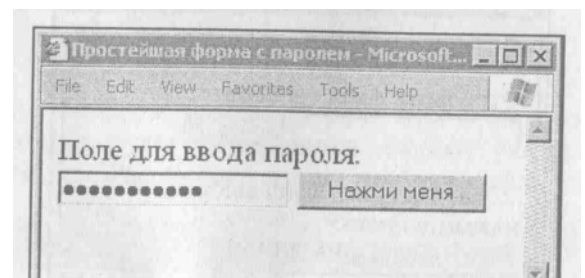 Простейшая форма с паролем - Microsoft...
File Edit View Favorites Tools Help
Поле для ввода пароля:
●●●●●●●●●●● Нажми меня